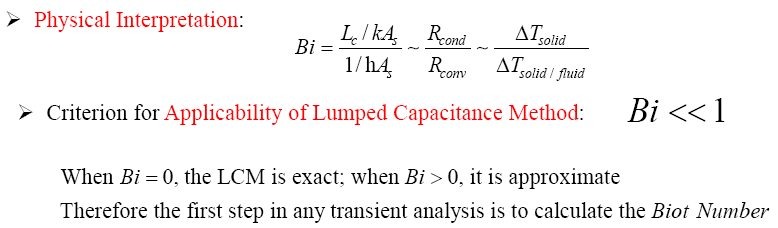 ➢ Physical Interpretation:
Bi = (L_c / kA_s) / (1 / hA_s) ~ R_cond / R_conv ~ ΔT_solid / ΔT_solid / fluid
➢ Criterion for Applicability of Lumped Capacitance Method: Bi << 1
When Bi = 0, the LCM is exact; when Bi > 0, it is approximate
Therefore the first step in any transient analysis is to calculate the Biot Number